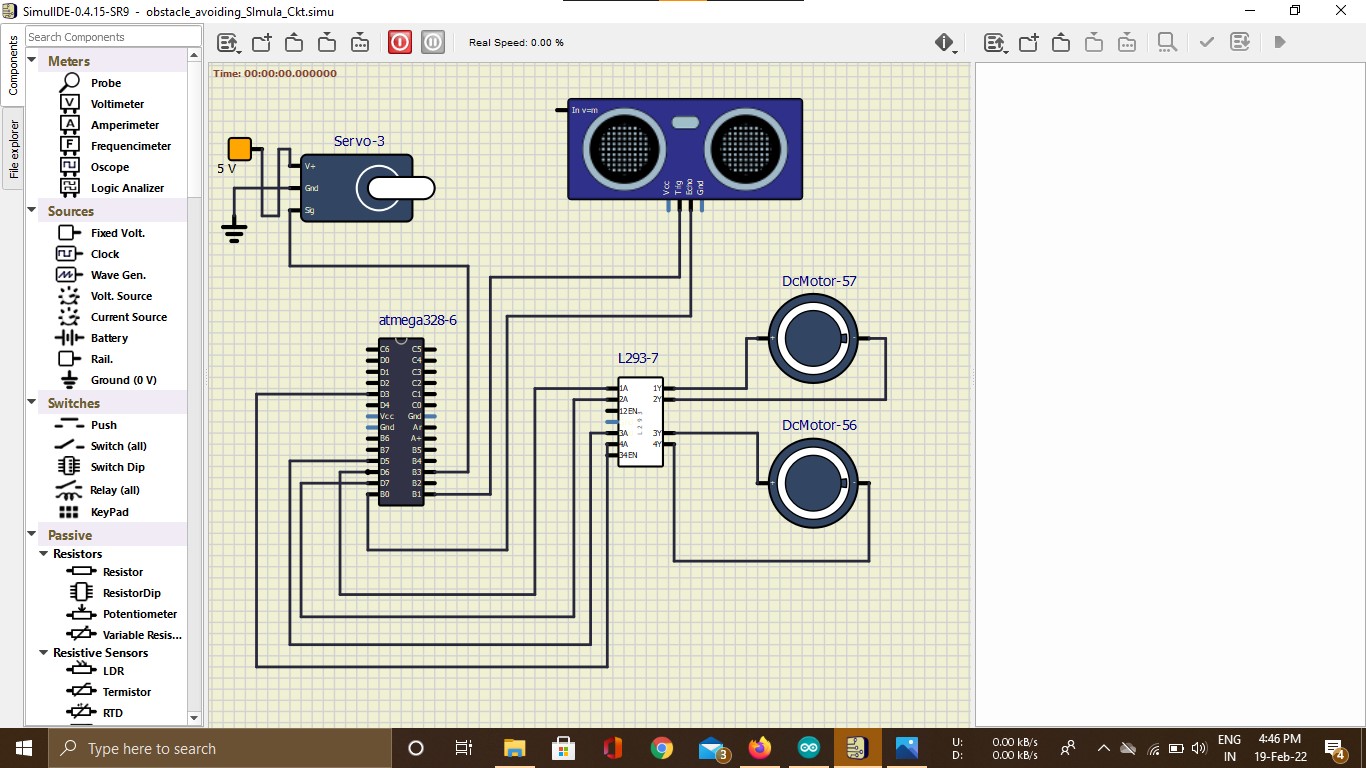 SimulIDE-0.4.15-SR9 - obstacle_avoiding_SImula_Ckt.simu
Components
File explorer
Search Components
Meters
Probe
Voltimeter
Amperimeter
Frequencimeter
Oscope
Logic Analizer
Sources
Fixed Volt.
Clock
Wave Gen.
Volt. Source
Current Source
Battery
Rail.
Ground (0 V)
Switches
Push
Switch (all)
Switch Dip
Relay (all)
KeyPad
Passive
Resistors
Resistor
ResistorDip
Potentiometer
Variable Resis...
Resistive Sensors
LDR
Termistor
RTD
Real Speed: 0.00 %
Time: 00:00:00.000000
5 V
Servo-3
V+
Gnd
Sig
In v=m
Vcc
Trig
Echo
Gnd
atmega328-6
C6 C5
D0 C4
D1 C3
D2 C2
D3 C1
D4 C0
Vcc Gnd
Gnd Ar
B6 A+
B7 B5
D5 B4
D6 B3
D7 B2
B0 B1
L293-7
1A 1Y
2A 2Y
12EN
3A 3Y
4A 4Y
34EN
L293
DcMotor-57
+ -
DcMotor-56
+ -
Type here to search
3
U: 0.00 kB/s
D: 0.00 kB/s
ENG
IN
4:46 PM
19-Feb-22
4